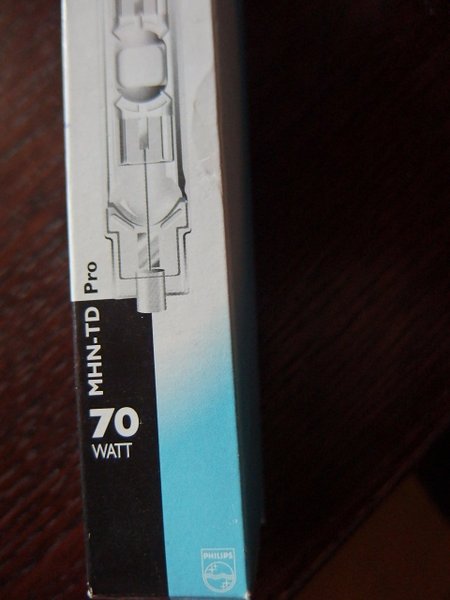 MHN-TD Pro
70
WATT
PHILIPS